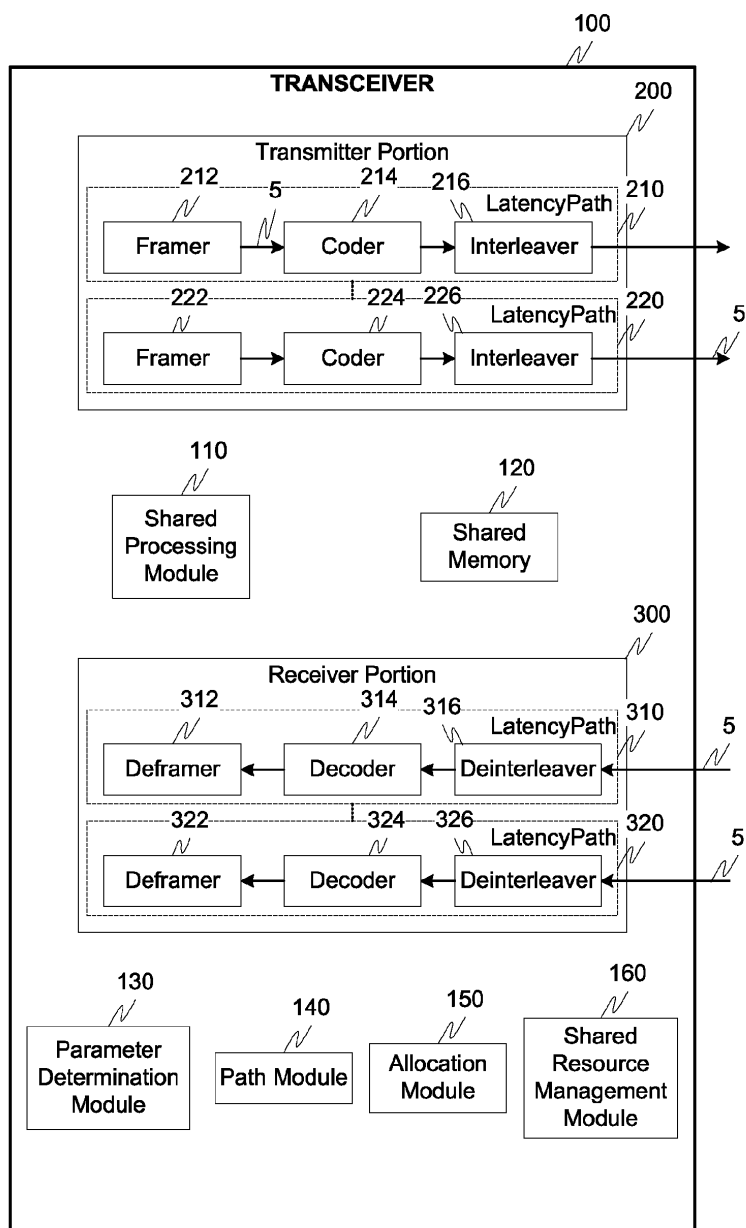 100
TRANSCEIVER
200
Transmitter Portion
212
5
214
216
LatencyPath
210
Framer
Coder
Interleaver
222
224
226
LatencyPath
220
Framer
Coder
Interleaver
5
110
Shared
Processing
Module
120
Shared
Memory
300
Receiver Portion
312
314
316
LatencyPath
310
5
Deframer
Decoder
Deinterleaver
322
324
326
LatencyPath
320
5
Deframer
Decoder
Deinterleaver
130
Parameter
Determination
Module
140
Path Module
150
Allocation
Module
160
Shared
Resource
Management
Module